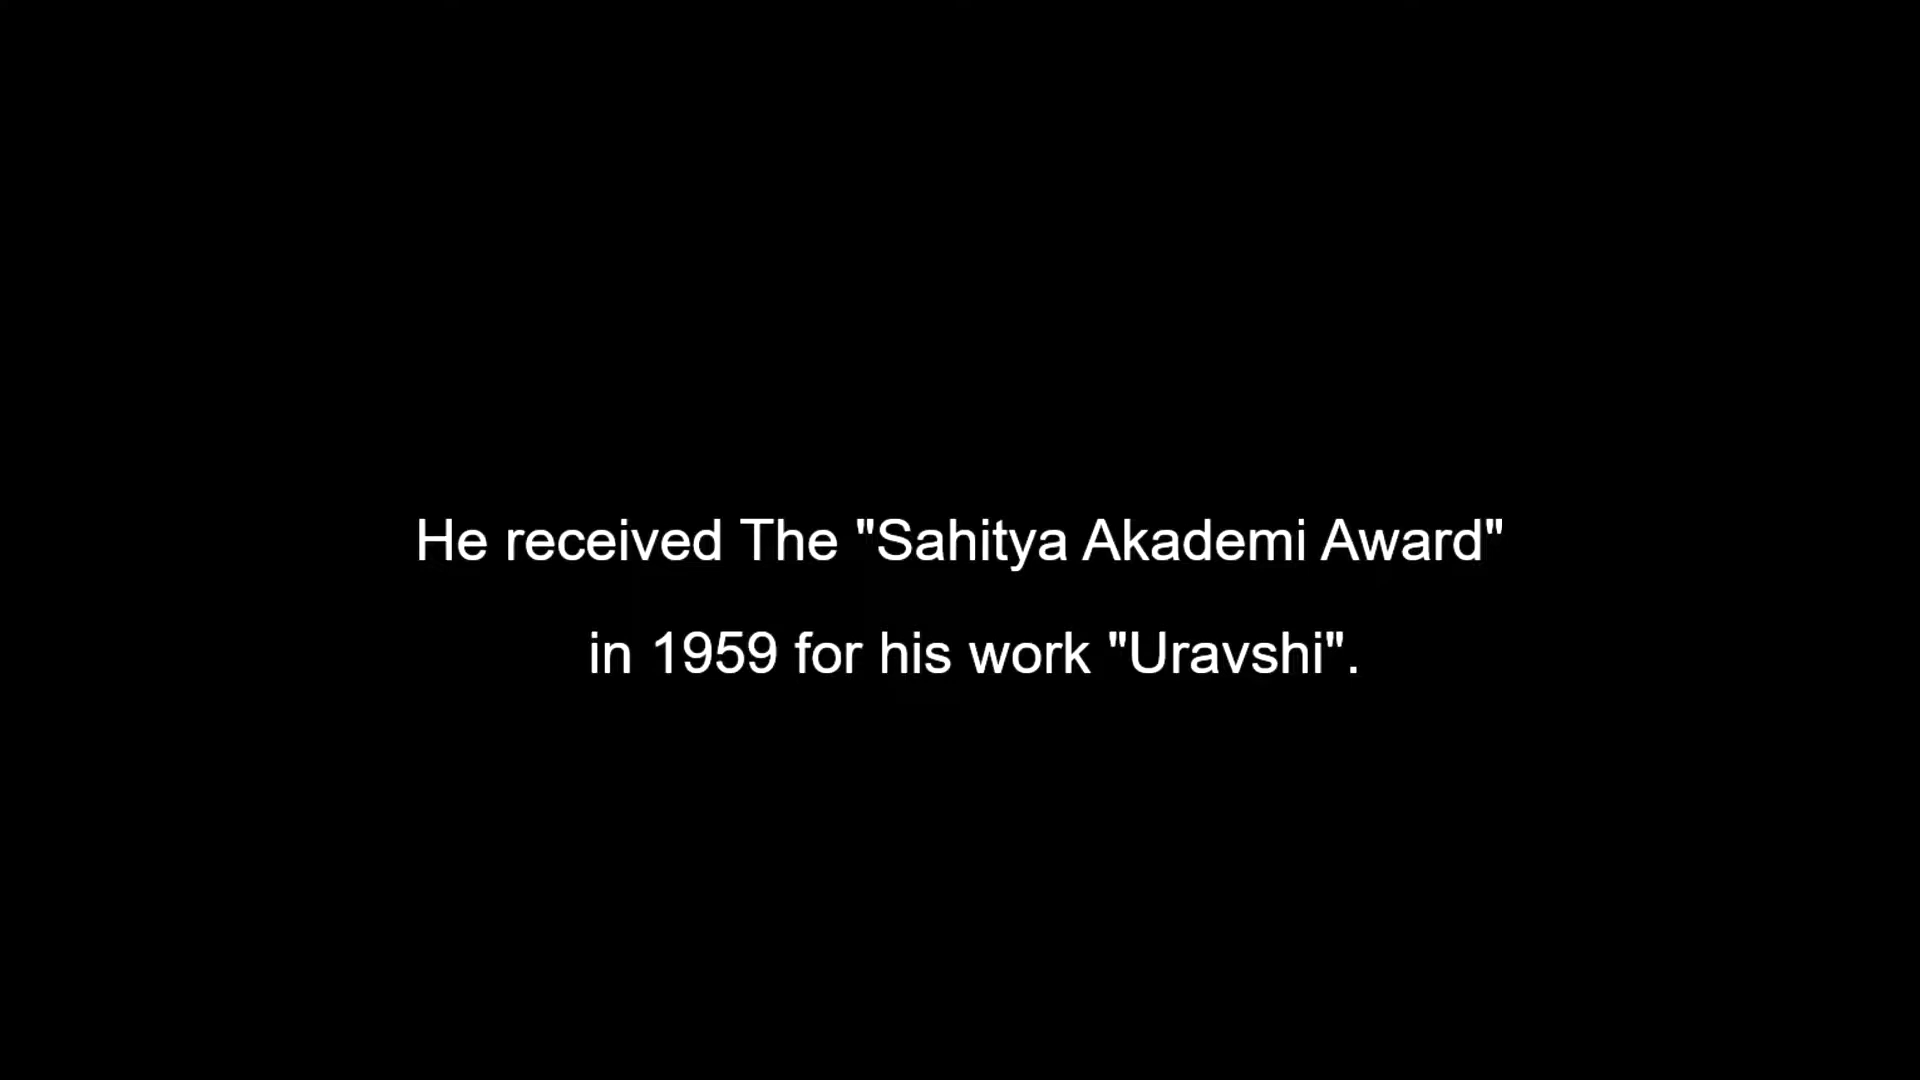 He received The "Sahitya Akademi Award"
in 1959 for his work "Uravshi".